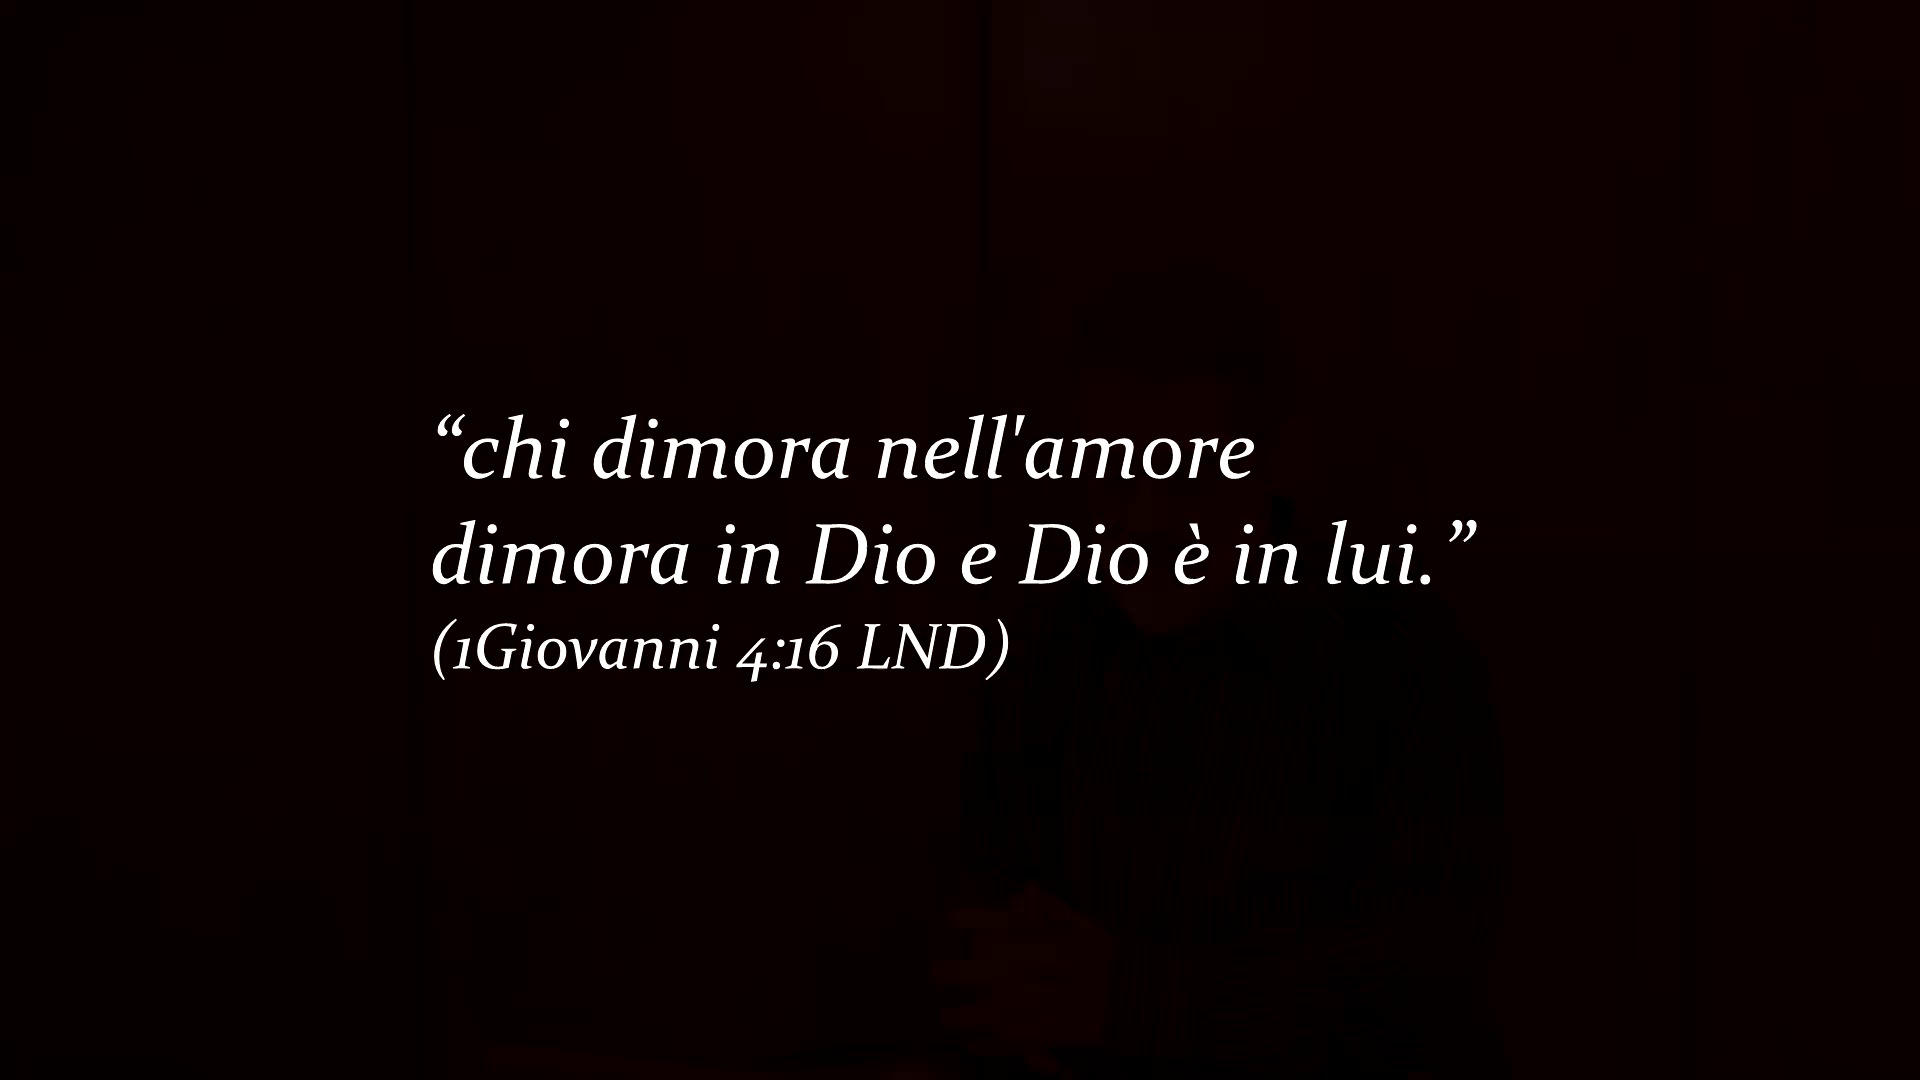 “chi dimora nell'amore
dimora in Dio e Dio è in lui.”
(1Giovanni 4:16 LND)